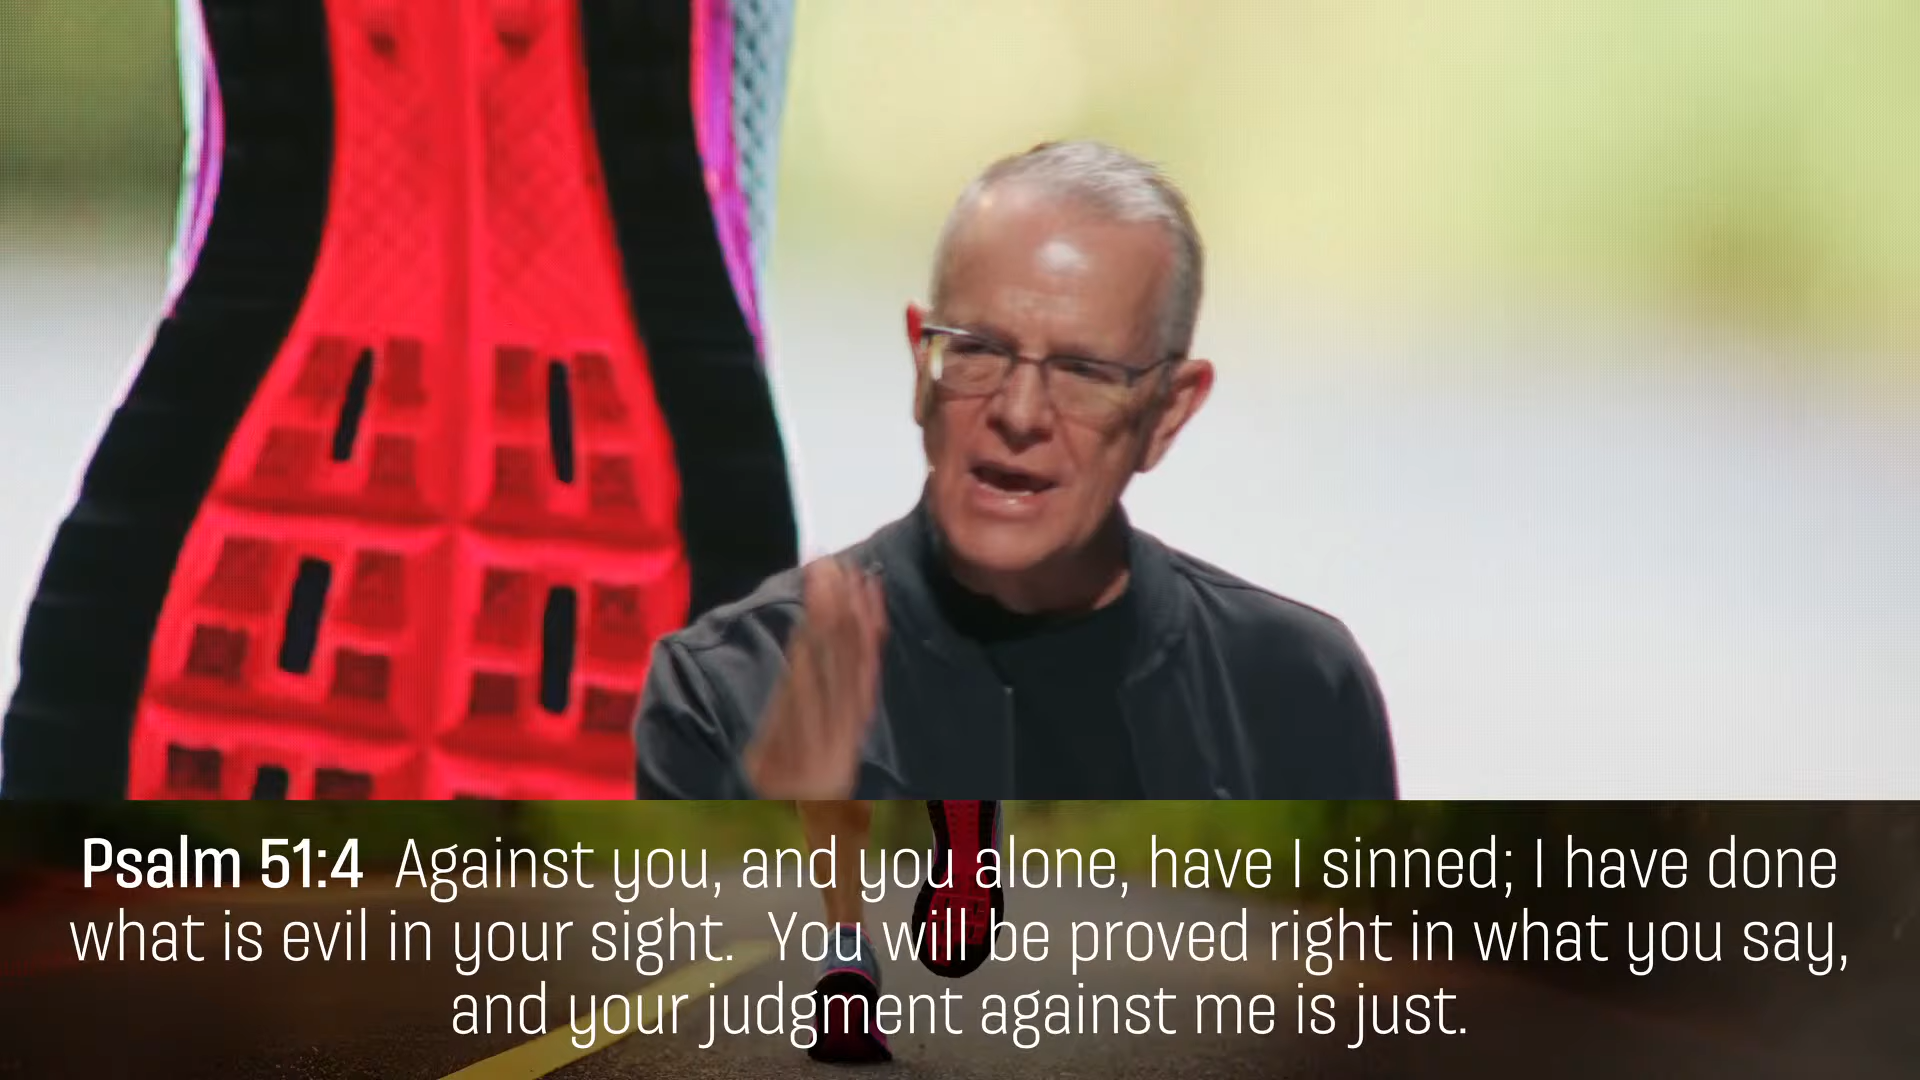 Psalm 51:4 Against you, and you alone, have I sinned; I have done
what is evil in your sight. You will be proved right in what you say,
and your judgment against me is just.